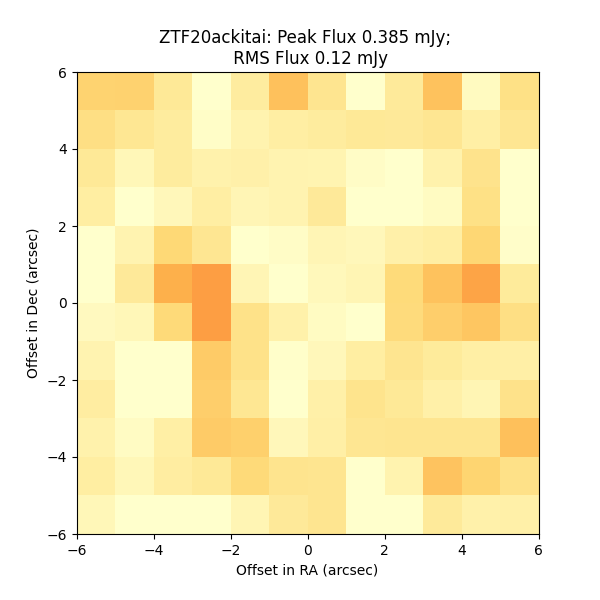 ZTF20ackitai: Peak Flux 0.385 mJy;
RMS Flux 0.12 mJy
6
4
2
0
−2
−4
−6
Offset in Dec (arcsec)
−6 −4 −2 0 2 4 6
Offset in RA (arcsec)